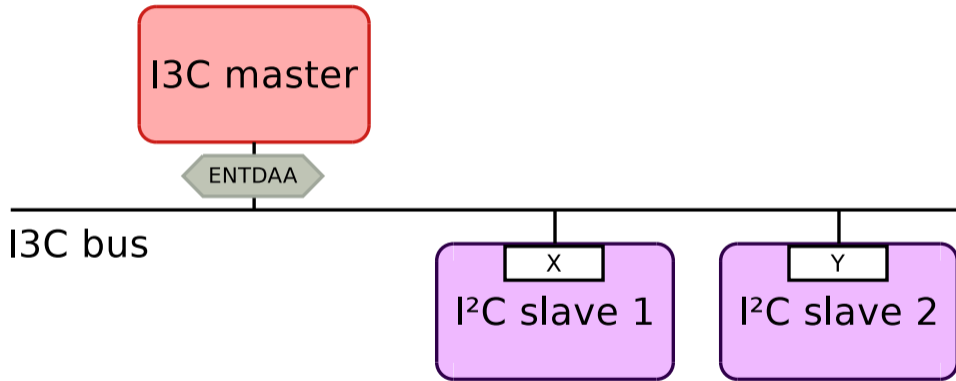 I3C master
ENTDAA
I3C bus
X
Y
I²C slave 1
I²C slave 2